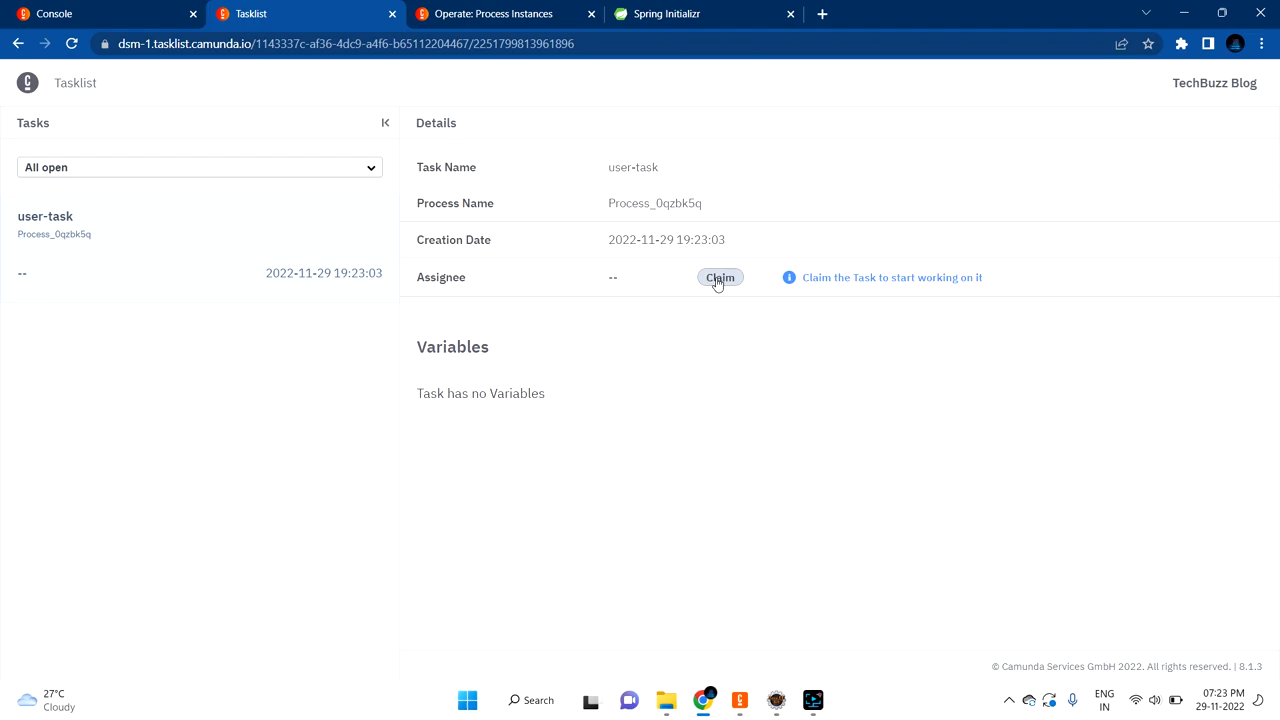 Console
Tasklist
Operate: Process Instances
Spring Initializr
dsm-1.tasklist.camunda.io/1143337c-af36-4dc9-a4f6-b65112204467/2251799813961896
Tasklist
TechBuzz Blog
Tasks
Details
All open
Task Name
user-task
Process Name
Process_0qzbk5q
user-task
Process_0qzbk5q
Creation Date
2022-11-29 19:23:03
--
2022-11-29 19:23:03
Assignee
--
Claim
Claim the Task to start working on it
Variables
Task has no Variables
© Camunda Services GmbH 2022. All rights reserved. | 8.1.3
27°C
Cloudy
Search
ENG
IN
07:23 PM
29-11-2022